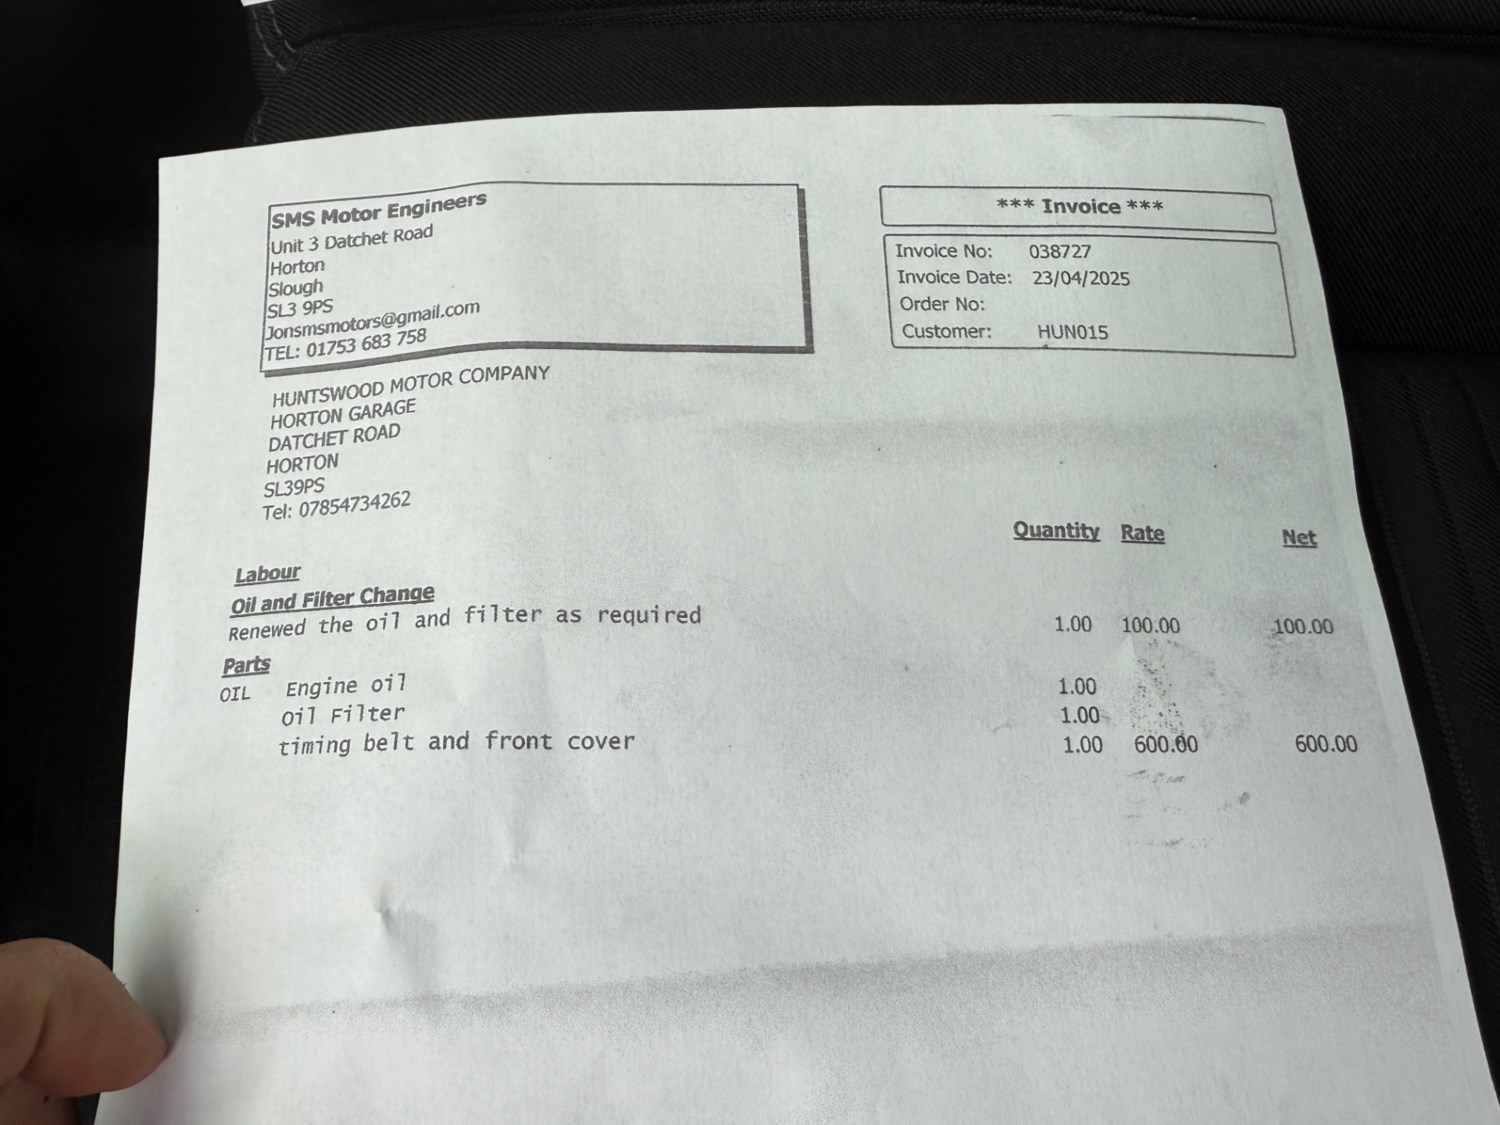 SMS Motor Engineers
Unit 3 Datchet Road
Horton
Slough
SL3 9PS
Jonsmsmotors@gmail.com
TEL: 01753 683 758
*** Invoice ***
Invoice No: 038727
Invoice Date: 23/04/2025
Order No:
Customer: HUN015
HUNTSWOOD MOTOR COMPANY
HORTON GARAGE
DATCHET ROAD
HORTON
SL39PS
Tel: 07854734262
Quantity Rate Net
Labour
Oil and Filter Change
Renewed the oil and filter as required 1.00 100.00 100.00
Parts
OIL Engine oil 1.00
Oil Filter 1.00
timing belt and front cover 1.00 600.00 600.00